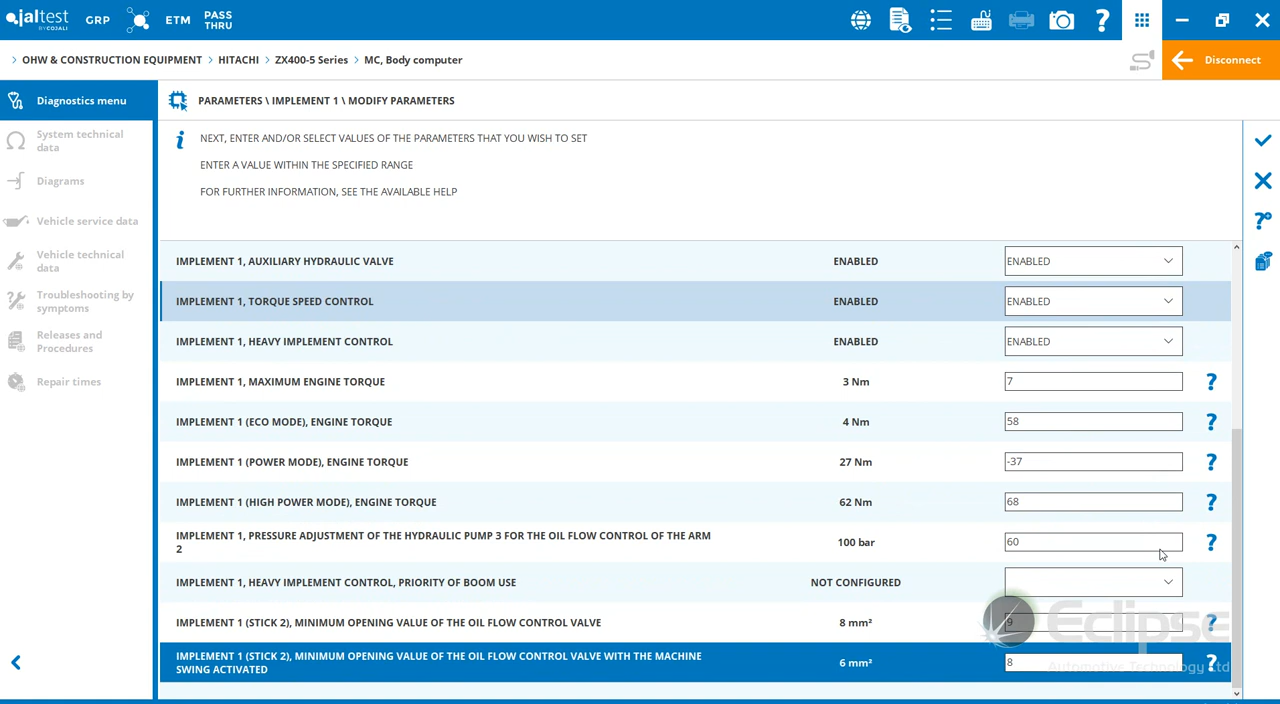 jaltest
BY COJALI
GRP
ETM
PASS
THRU
OHW & CONSTRUCTION EQUIPMENT > HITACHI > ZX400-5 Series > MC, Body computer
Disconnect
Diagnostics menu
System technical
data
Diagrams
Vehicle service data
Vehicle technical
data
Troubleshooting by
symptoms
Releases and
Procedures
Repair times
PARAMETERS \ IMPLEMENT 1 \ MODIFY PARAMETERS
NEXT, ENTER AND/OR SELECT VALUES OF THE PARAMETERS THAT YOU WISH TO SET
ENTER A VALUE WITHIN THE SPECIFIED RANGE
FOR FURTHER INFORMATION, SEE THE AVAILABLE HELP
IMPLEMENT 1, AUXILIARY HYDRAULIC VALVE ENABLED ENABLED
IMPLEMENT 1, TORQUE SPEED CONTROL ENABLED ENABLED
IMPLEMENT 1, HEAVY IMPLEMENT CONTROL ENABLED ENABLED
IMPLEMENT 1, MAXIMUM ENGINE TORQUE 3 Nm 7 ?
IMPLEMENT 1 (ECO MODE), ENGINE TORQUE 4 Nm 58 ?
IMPLEMENT 1 (POWER MODE), ENGINE TORQUE 27 Nm -37 ?
IMPLEMENT 1 (HIGH POWER MODE), ENGINE TORQUE 62 Nm 68 ?
IMPLEMENT 1, PRESSURE ADJUSTMENT OF THE HYDRAULIC PUMP 3 FOR THE OIL FLOW CONTROL OF THE ARM
2 100 bar 60 ?
IMPLEMENT 1, HEAVY IMPLEMENT CONTROL, PRIORITY OF BOOM USE NOT CONFIGURED
IMPLEMENT 1 (STICK 2), MINIMUM OPENING VALUE OF THE OIL FLOW CONTROL VALVE 8 mm² 9 ?
IMPLEMENT 1 (STICK 2), MINIMUM OPENING VALUE OF THE OIL FLOW CONTROL VALVE WITH THE MACHINE
SWING ACTIVATED 6 mm² 8 ?
Eclipse
Automotive Technology Ltd